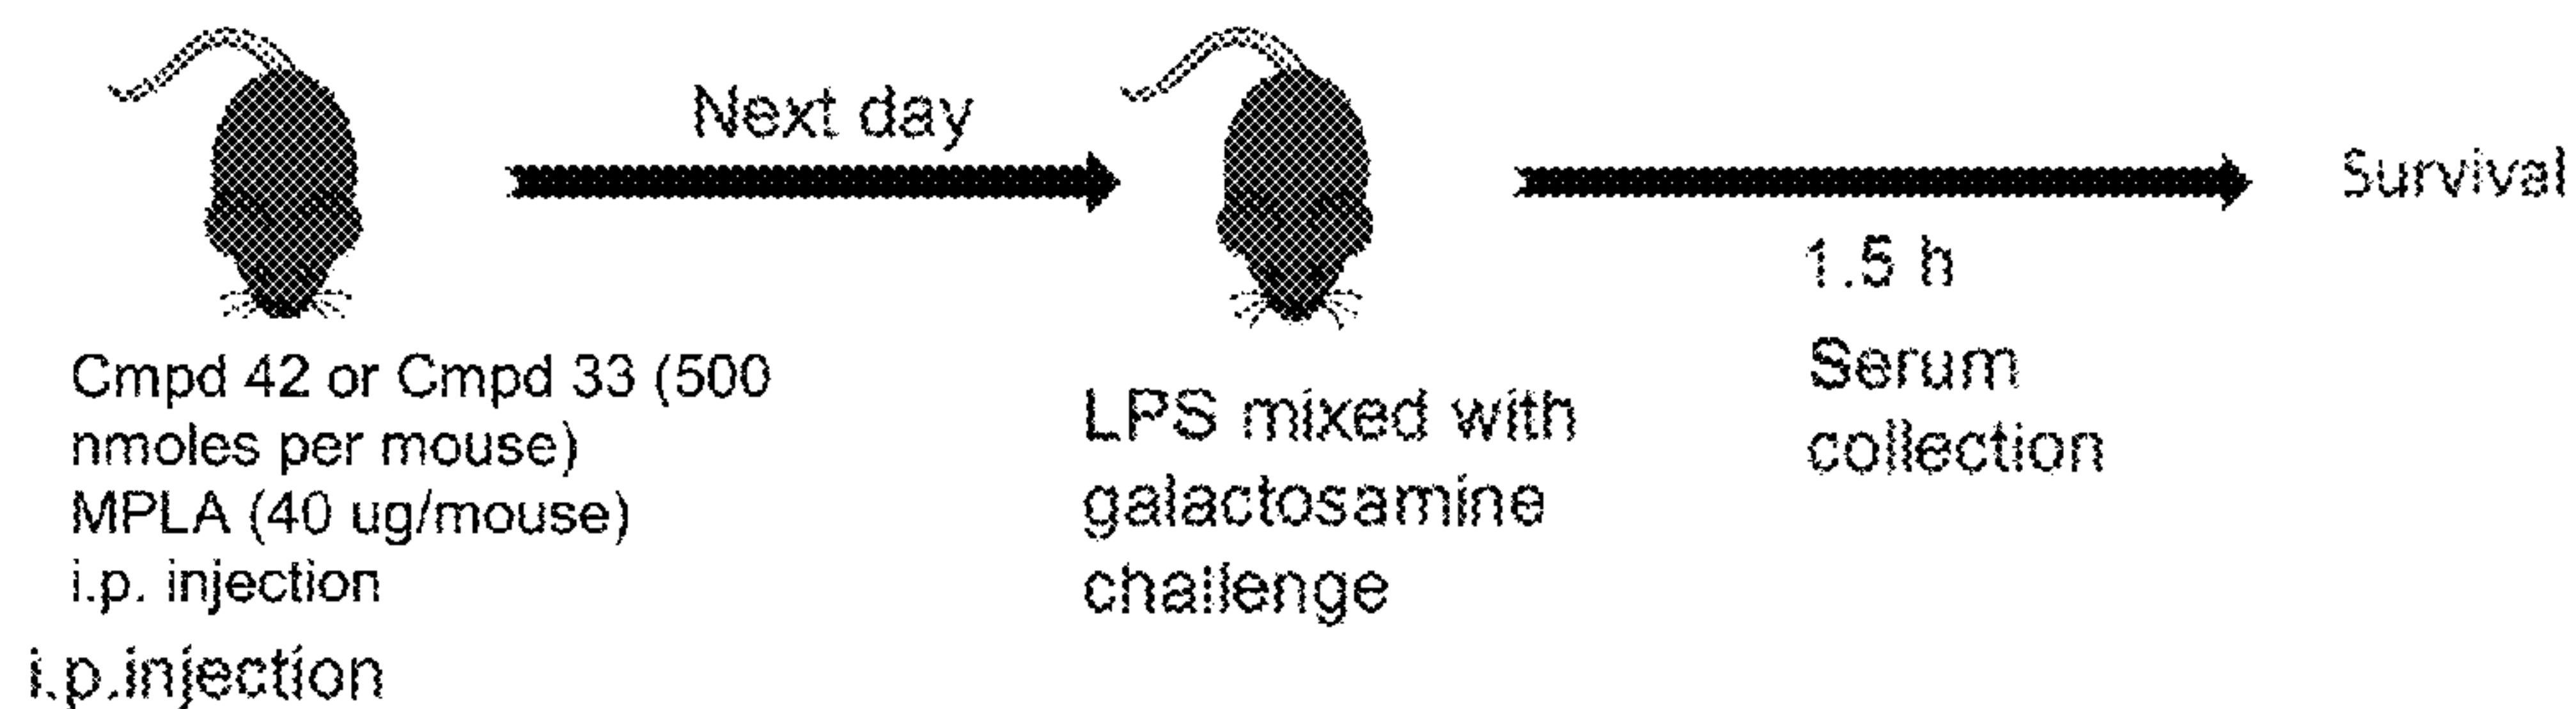 Next day
Survival
1.5 h
Serum
collection
Cmpd 42 or Cmpd 33 (500
nmoles per mouse)
MPLA (40 ug/mouse)
i.p. injection
i.p.injection
LPS mixed with
galactosamine
challenge